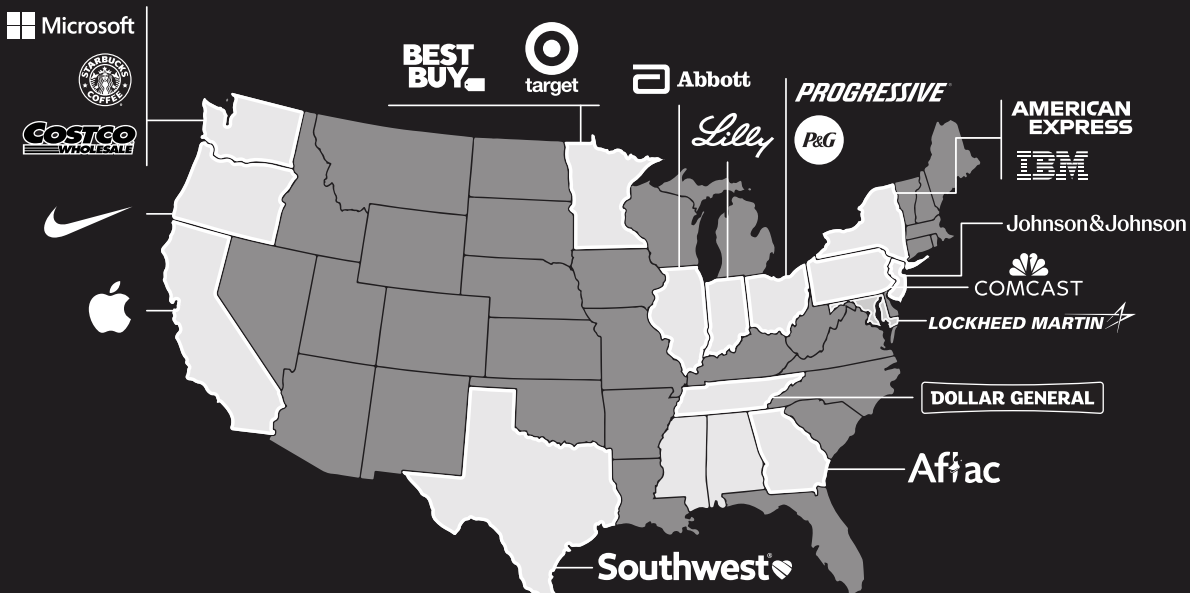 Microsoft
STARBUCKS
COFFEE
COSTCO
WHOLESALE
BEST
BUY
target
Abbott
Lilly
PROGRESSIVE
P&G
AMERICAN
EXPRESS
IBM
Johnson&Johnson
COMCAST
LOCKHEED MARTIN
DOLLAR GENERAL
Aflac
Southwest®